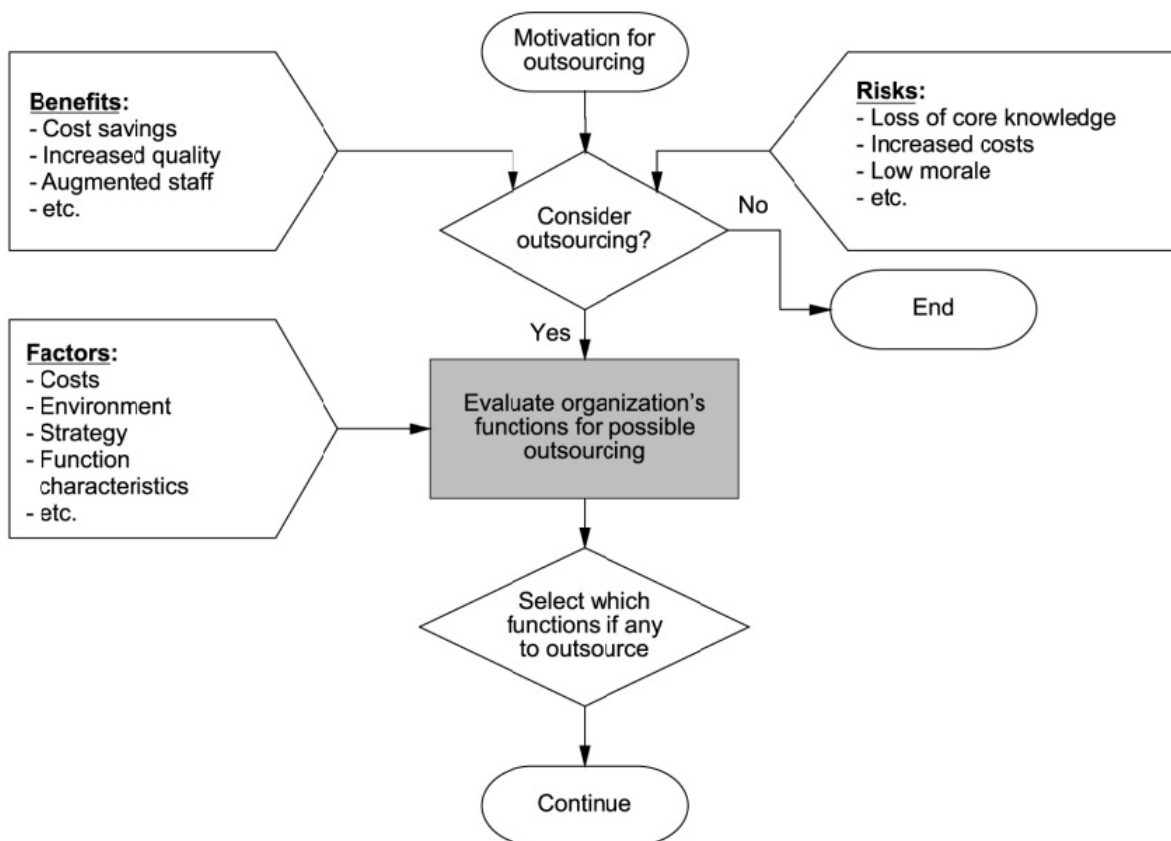 Motivation for
outsourcing
Benefits:
- Cost savings
- Increased quality
- Augmented staff
- etc.
Risks:
- Loss of core knowledge
- Increased costs
- Low morale
- etc.
Consider
outsourcing?
No
End
Yes
Factors:
- Costs
- Environment
- Strategy
- Function
characteristics
- etc.
Evaluate organization's
functions for possible
outsourcing
Select which
functions if any
to outsource
Continue